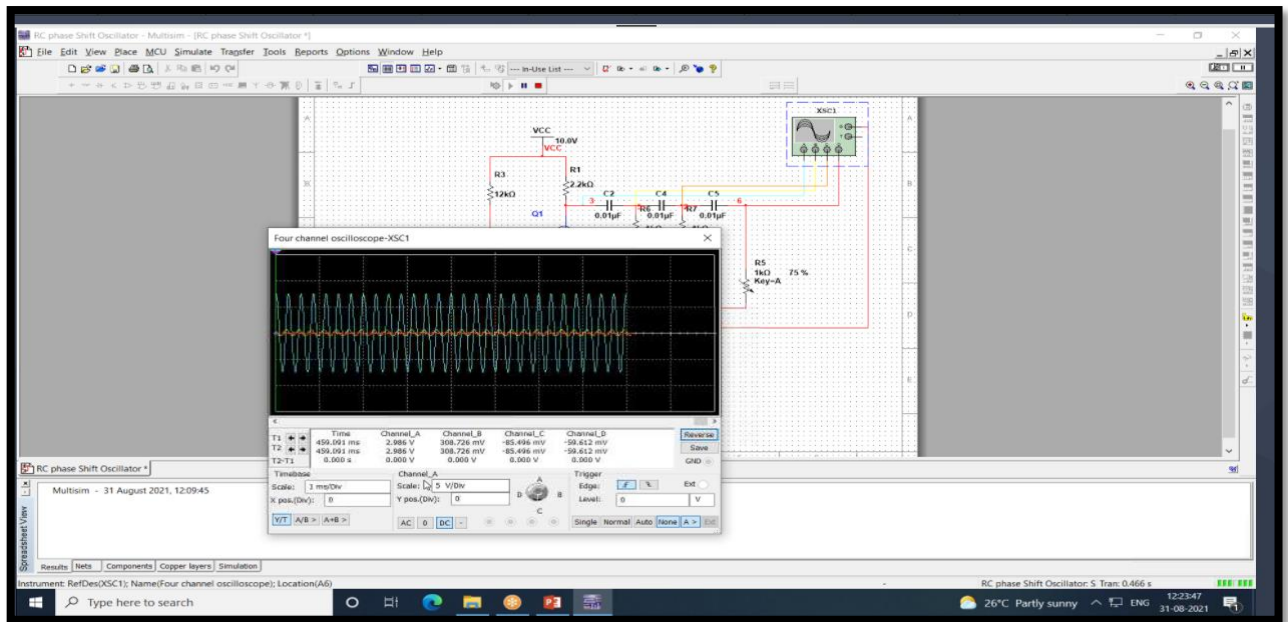 RC phase Shift Oscillator - Multisim - [RC phase Shift Oscillator *]
File Edit View Place MCU Simulate Transfer Tools Reports Options Window Help
--- In-Use List ---
XSC1
VCC
10.0V
VCC
R3
12kΩ
R1
2.2kΩ
3
C2
0.01µF
C4
0.01µF
C5
0.01µF
6
R6
R7
Q1
Four channel oscilloscope-XSC1
R5
1kΩ 75 %
Key=A
Time Channel_A Channel_B Channel_C Channel_D
T1 459.091 ms 2.986 V 308.726 mV -85.496 mV -59.612 mV
T2 459.091 ms 2.986 V 308.726 mV -85.496 mV -59.612 mV
T2-T1 0.000 s 0.000 V 0.000 V 0.000 V 0.000 V
Reverse
Save
GND
Timebase Channel_A Trigger
Scale: 1 ms/Div Scale: 5 V/Div Edge: Ext
X pos.(Div): 0 Y pos.(Div): 0 Level: 0 V
A
B
C
D
Y/T A/B > A+B > AC 0 DC - Single Normal Auto None A > Ext
RC phase Shift Oscillator *
Multisim - 31 August 2021, 12:09:45
Spreadsheet View
Results Nets Components Copper layers Simulation
Instrument: RefDes(XSC1); Name(Four channel oscilloscope); Location(A6) - RC phase Shift Oscillator: S Tran: 0.466 s
Type here to search
26°C Partly sunny ENG 12:23:47
31-08-2021